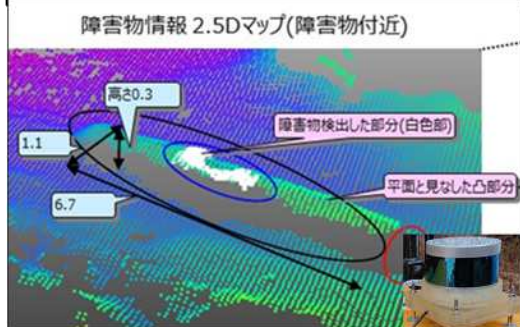 障害物情報 2.5Dマップ(障害物付近)
高さ0.3
1.1
障害物検出した部分(白色部)
平面と見なした凸部分
6.7